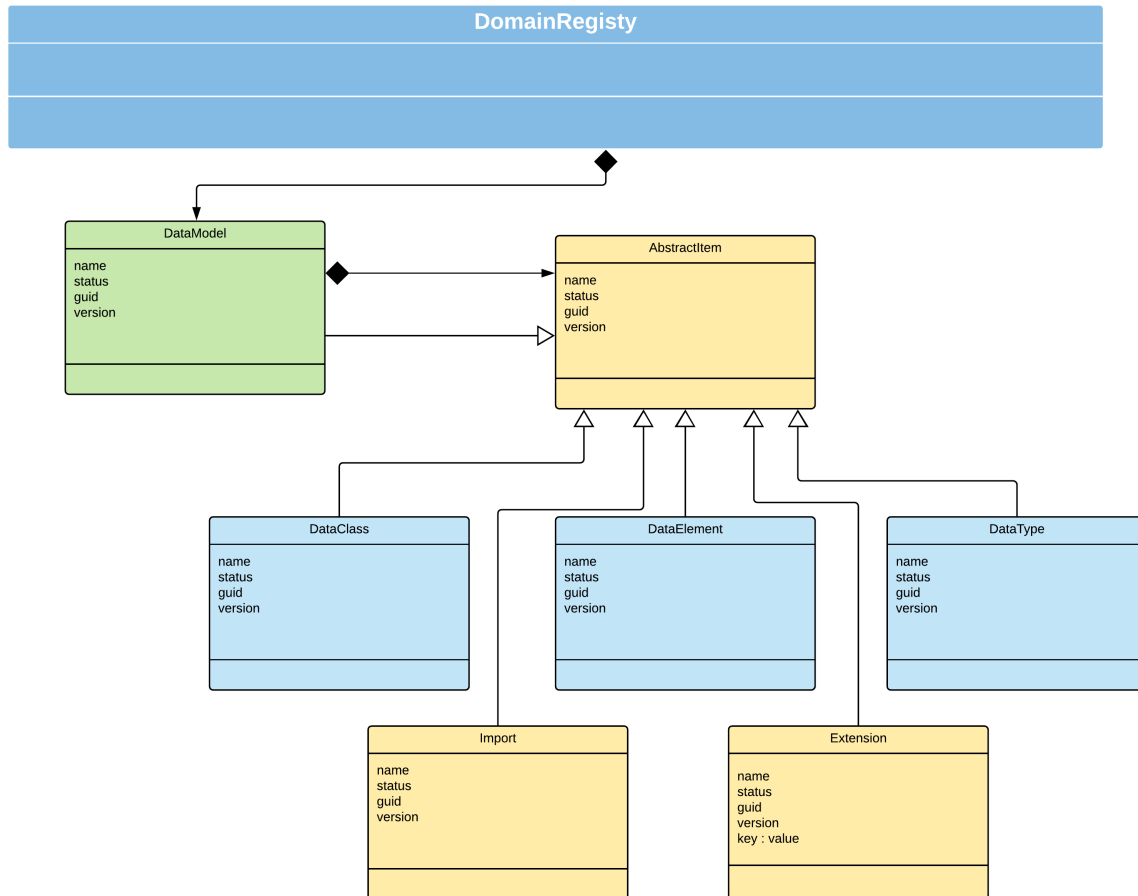 DomainRegisty
DataModel
name
status
guid
version
AbstractItem
name
status
guid
version
DataClass
name
status
guid
version
DataElement
name
status
guid
version
DataType
name
status
guid
version
Import
name
status
guid
version
Extension
name
status
guid
version
key : value